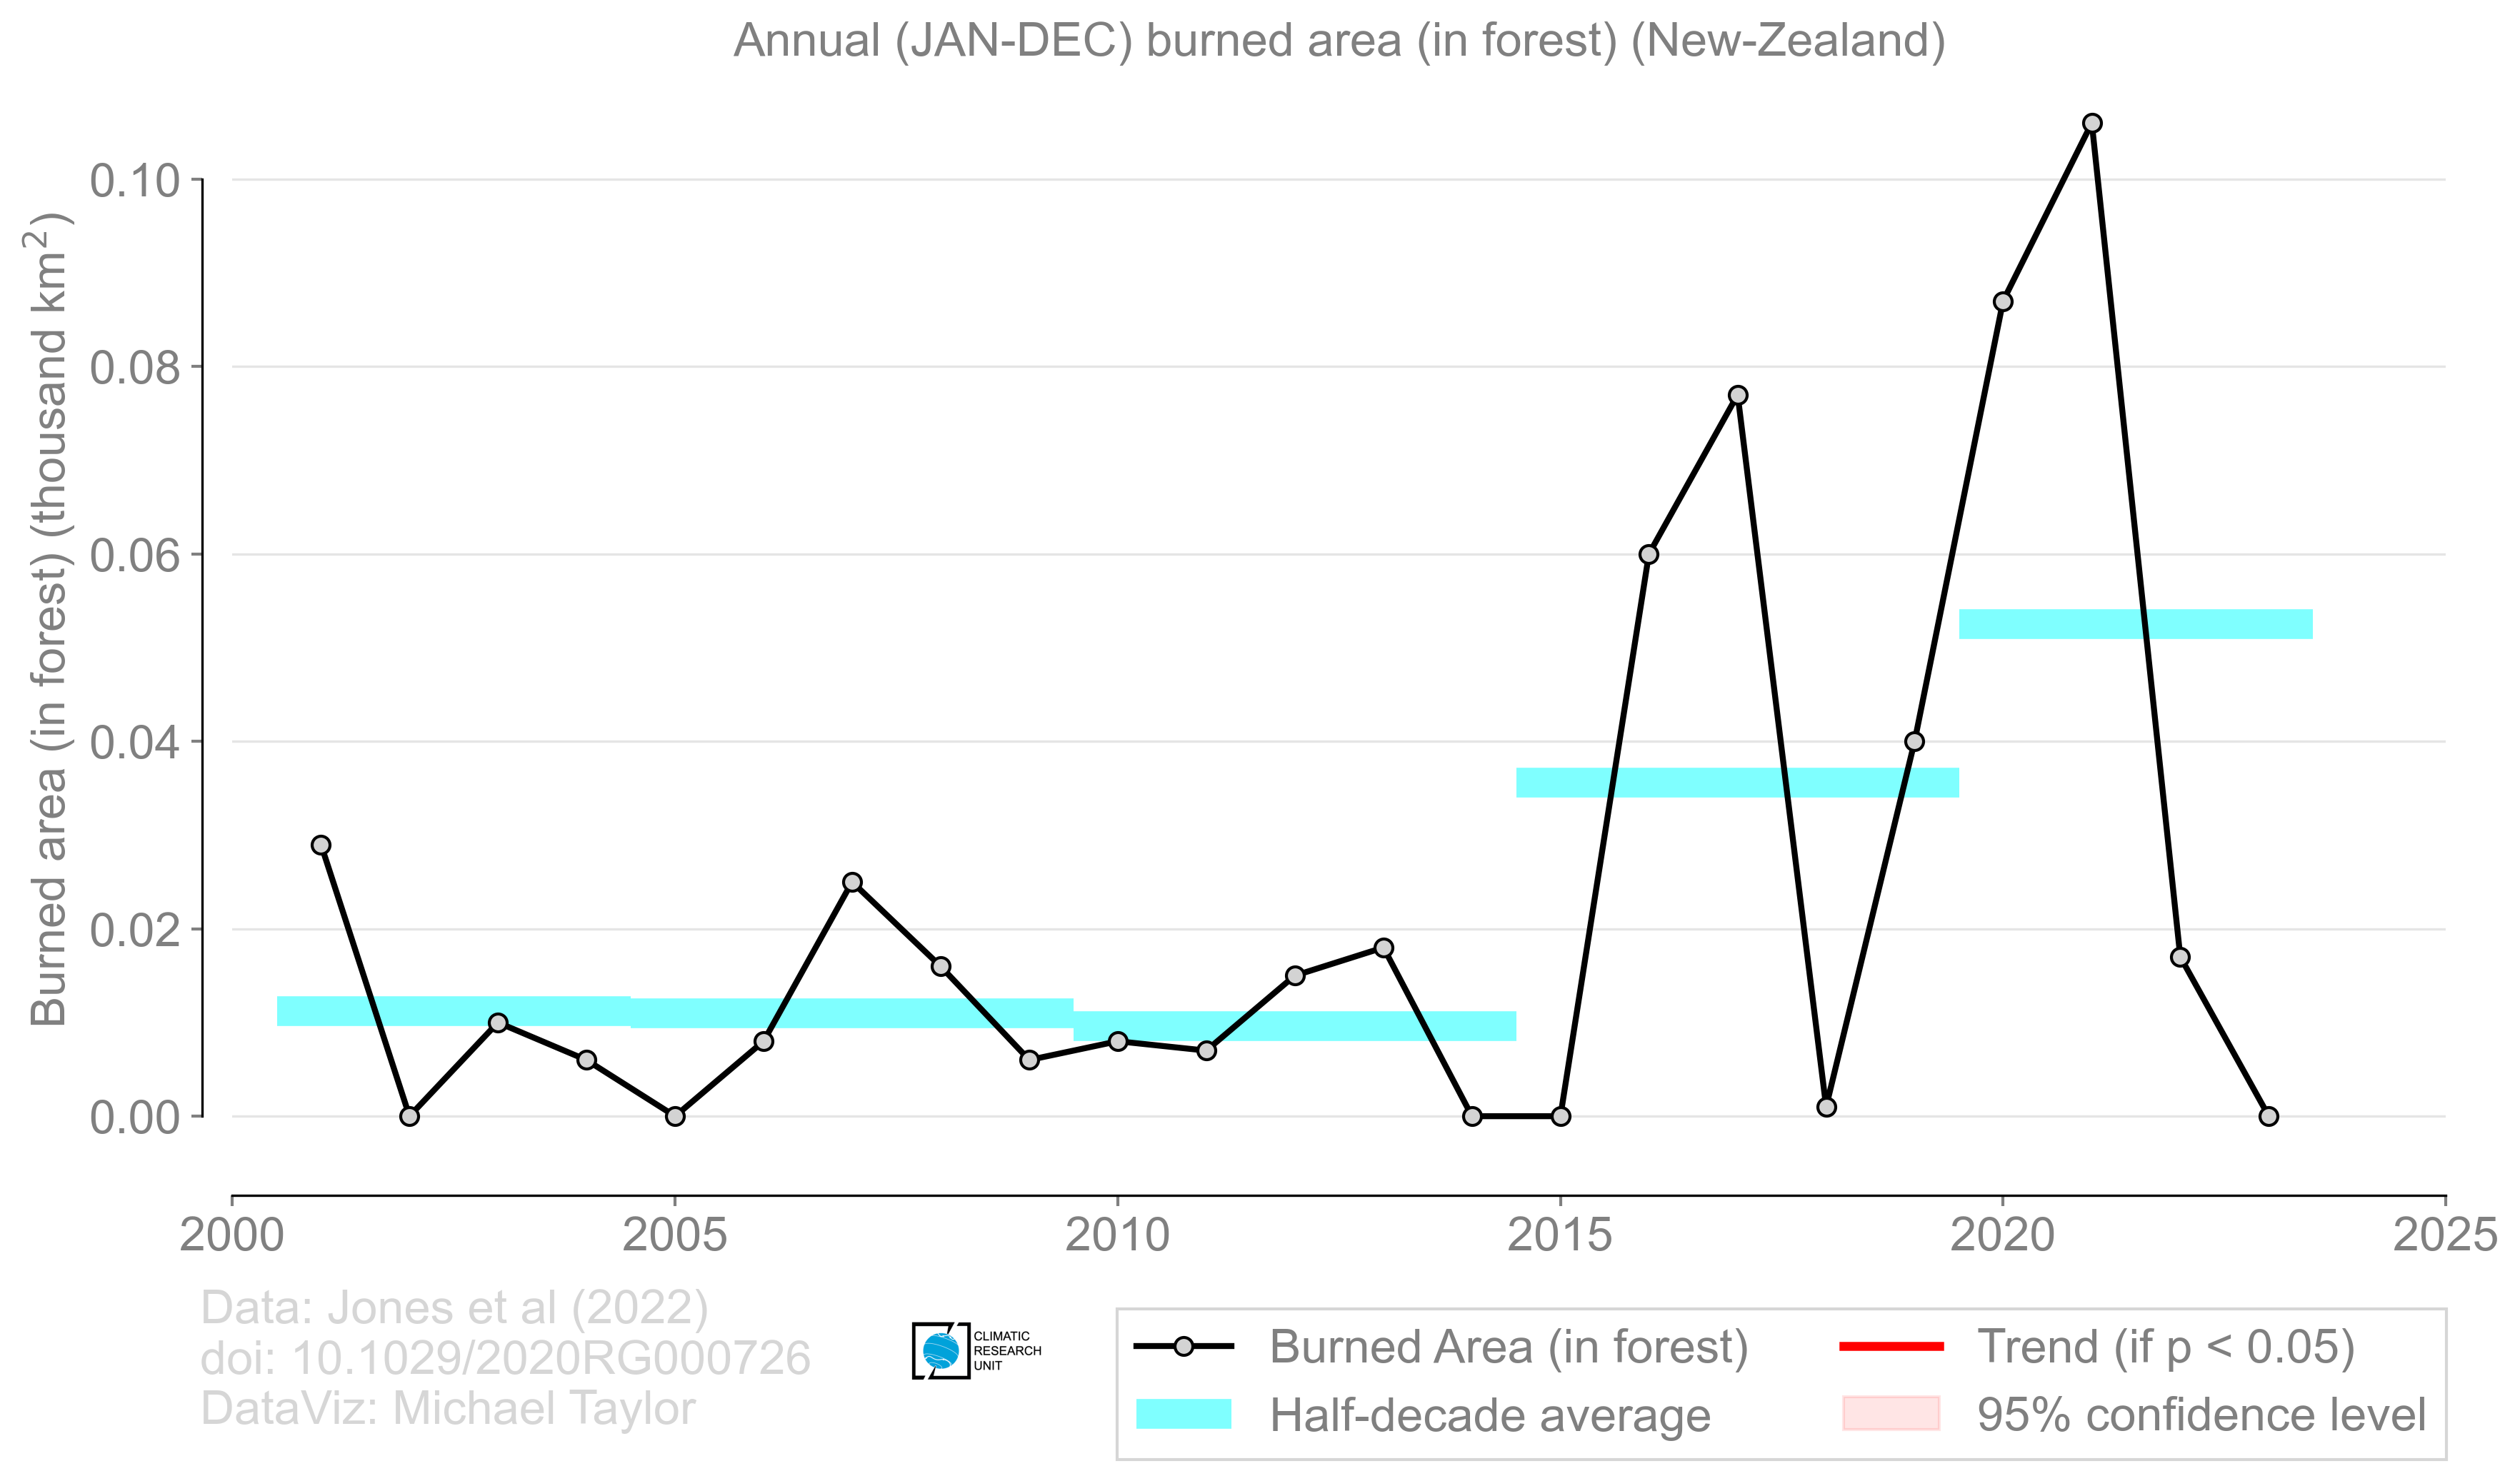 Annual (JAN-DEC) burned area (in forest) (New-Zealand)
Burned area (in forest) (thousand km²)
0.10
0.08
0.06
0.04
0.02
0.00
2000
2005
2010
2015
2020
2025
Data: Jones et al (2022)
doi: 10.1029/2020RG000726
DataViz: Michael Taylor
CLIMATIC
RESEARCH
UNIT
Burned Area (in forest)
Half-decade average
Trend (if p < 0.05)
95% confidence level